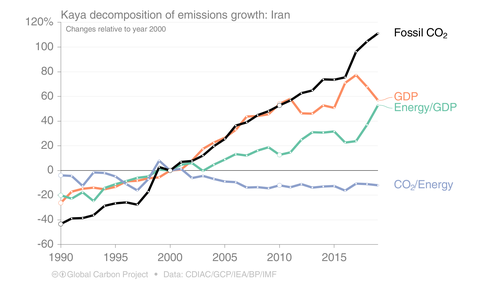 Kaya decomposition of emissions growth: Iran
120%
Changes relative to year 2000
Fossil CO₂
100
80
60
GDP
Energy/GDP
40
20
0
CO₂/Energy
-20
-40
-60
1990 1995 2000 2005 2010 2015
Global Carbon Project • Data: CDIAC/GCP/IEA/BP/IMF